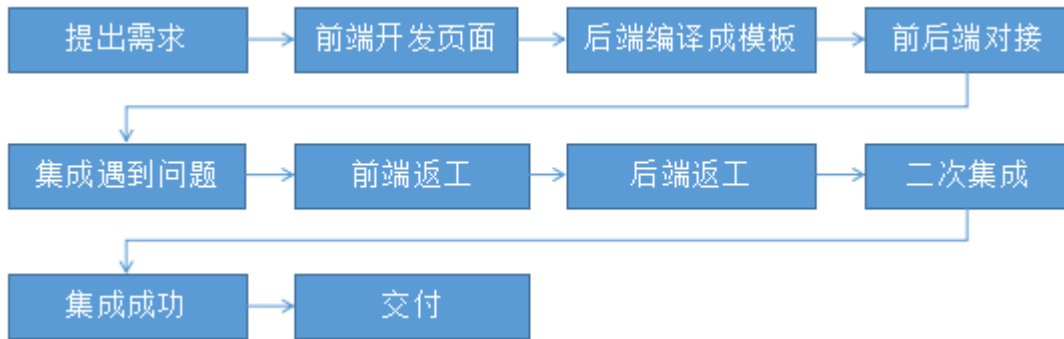 提出需求
前端开发页面
后端编译成模板
前后端对接
集成遇到问题
前端返工
后端返工
二次集成
集成成功
交付